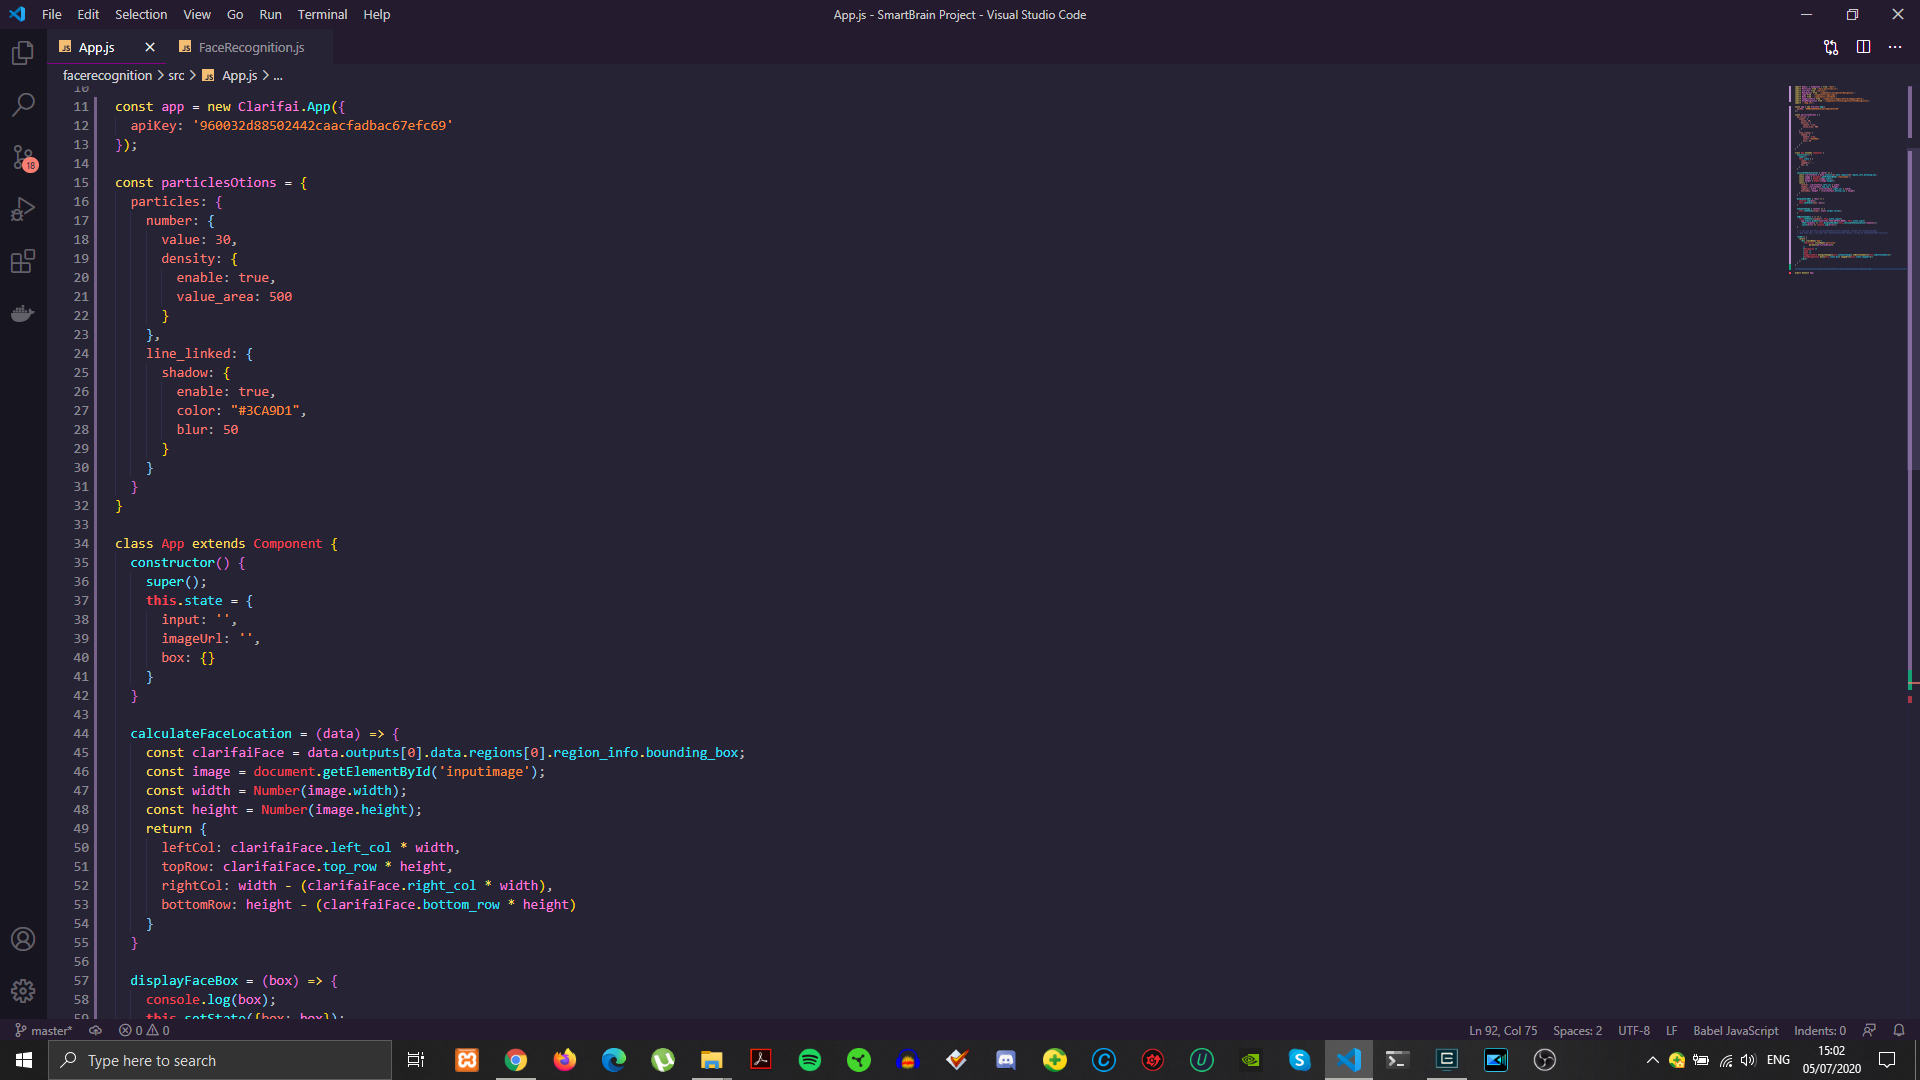 File Edit Selection View Go Run Terminal Help
App.js - SmartBrain Project - Visual Studio Code
JS App.js
JS FaceRecognition.js
facerecognition > src > JS App.js > ...
10
11 const app = new Clarifai.App({
12 apiKey: '960032d88502442caacfadbac67efc69'
13 });
14
15 const particlesOtions = {
16 particles: {
17 number: {
18 value: 30,
19 density: {
20 enable: true,
21 value_area: 500
22 }
23 },
24 line_linked: {
25 shadow: {
26 enable: true,
27 color: "#3CA9D1",
28 blur: 50
29 }
30 }
31 }
32 }
33
34 class App extends Component {
35 constructor() {
36 super();
37 this.state = {
38 input: '',
39 imageUrl: '',
40 box: {}
41 }
42 }
43
44 calculateFaceLocation = (data) => {
45 const clarifaiFace = data.outputs[0].data.regions[0].region_info.bounding_box;
46 const image = document.getElementById('inputimage');
47 const width = Number(image.width);
48 const height = Number(image.height);
49 return {
50 leftCol: clarifaiFace.left_col * width,
51 topRow: clarifaiFace.top_row * height,
52 rightCol: width - (clarifaiFace.right_col * width),
53 bottomRow: height - (clarifaiFace.bottom_row * height)
54 }
55 }
56
57 displayFaceBox = (box) => {
58 console.log(box);
59 this.setState({box: box});
18
master* 0 0
Ln 92, Col 75 Spaces: 2 UTF-8 LF Babel JavaScript Indents: 0
Type here to search
ENG
15:02
05/07/2020